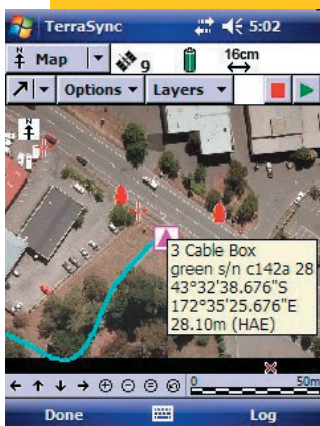 TerraSync 5:02
Map 9 16cm
Options Layers
3 Cable Box
green s/n c142a 28
43°32'38.676"S
172°35'25.676"E
28.10m (HAE)
0 50m
Done Log